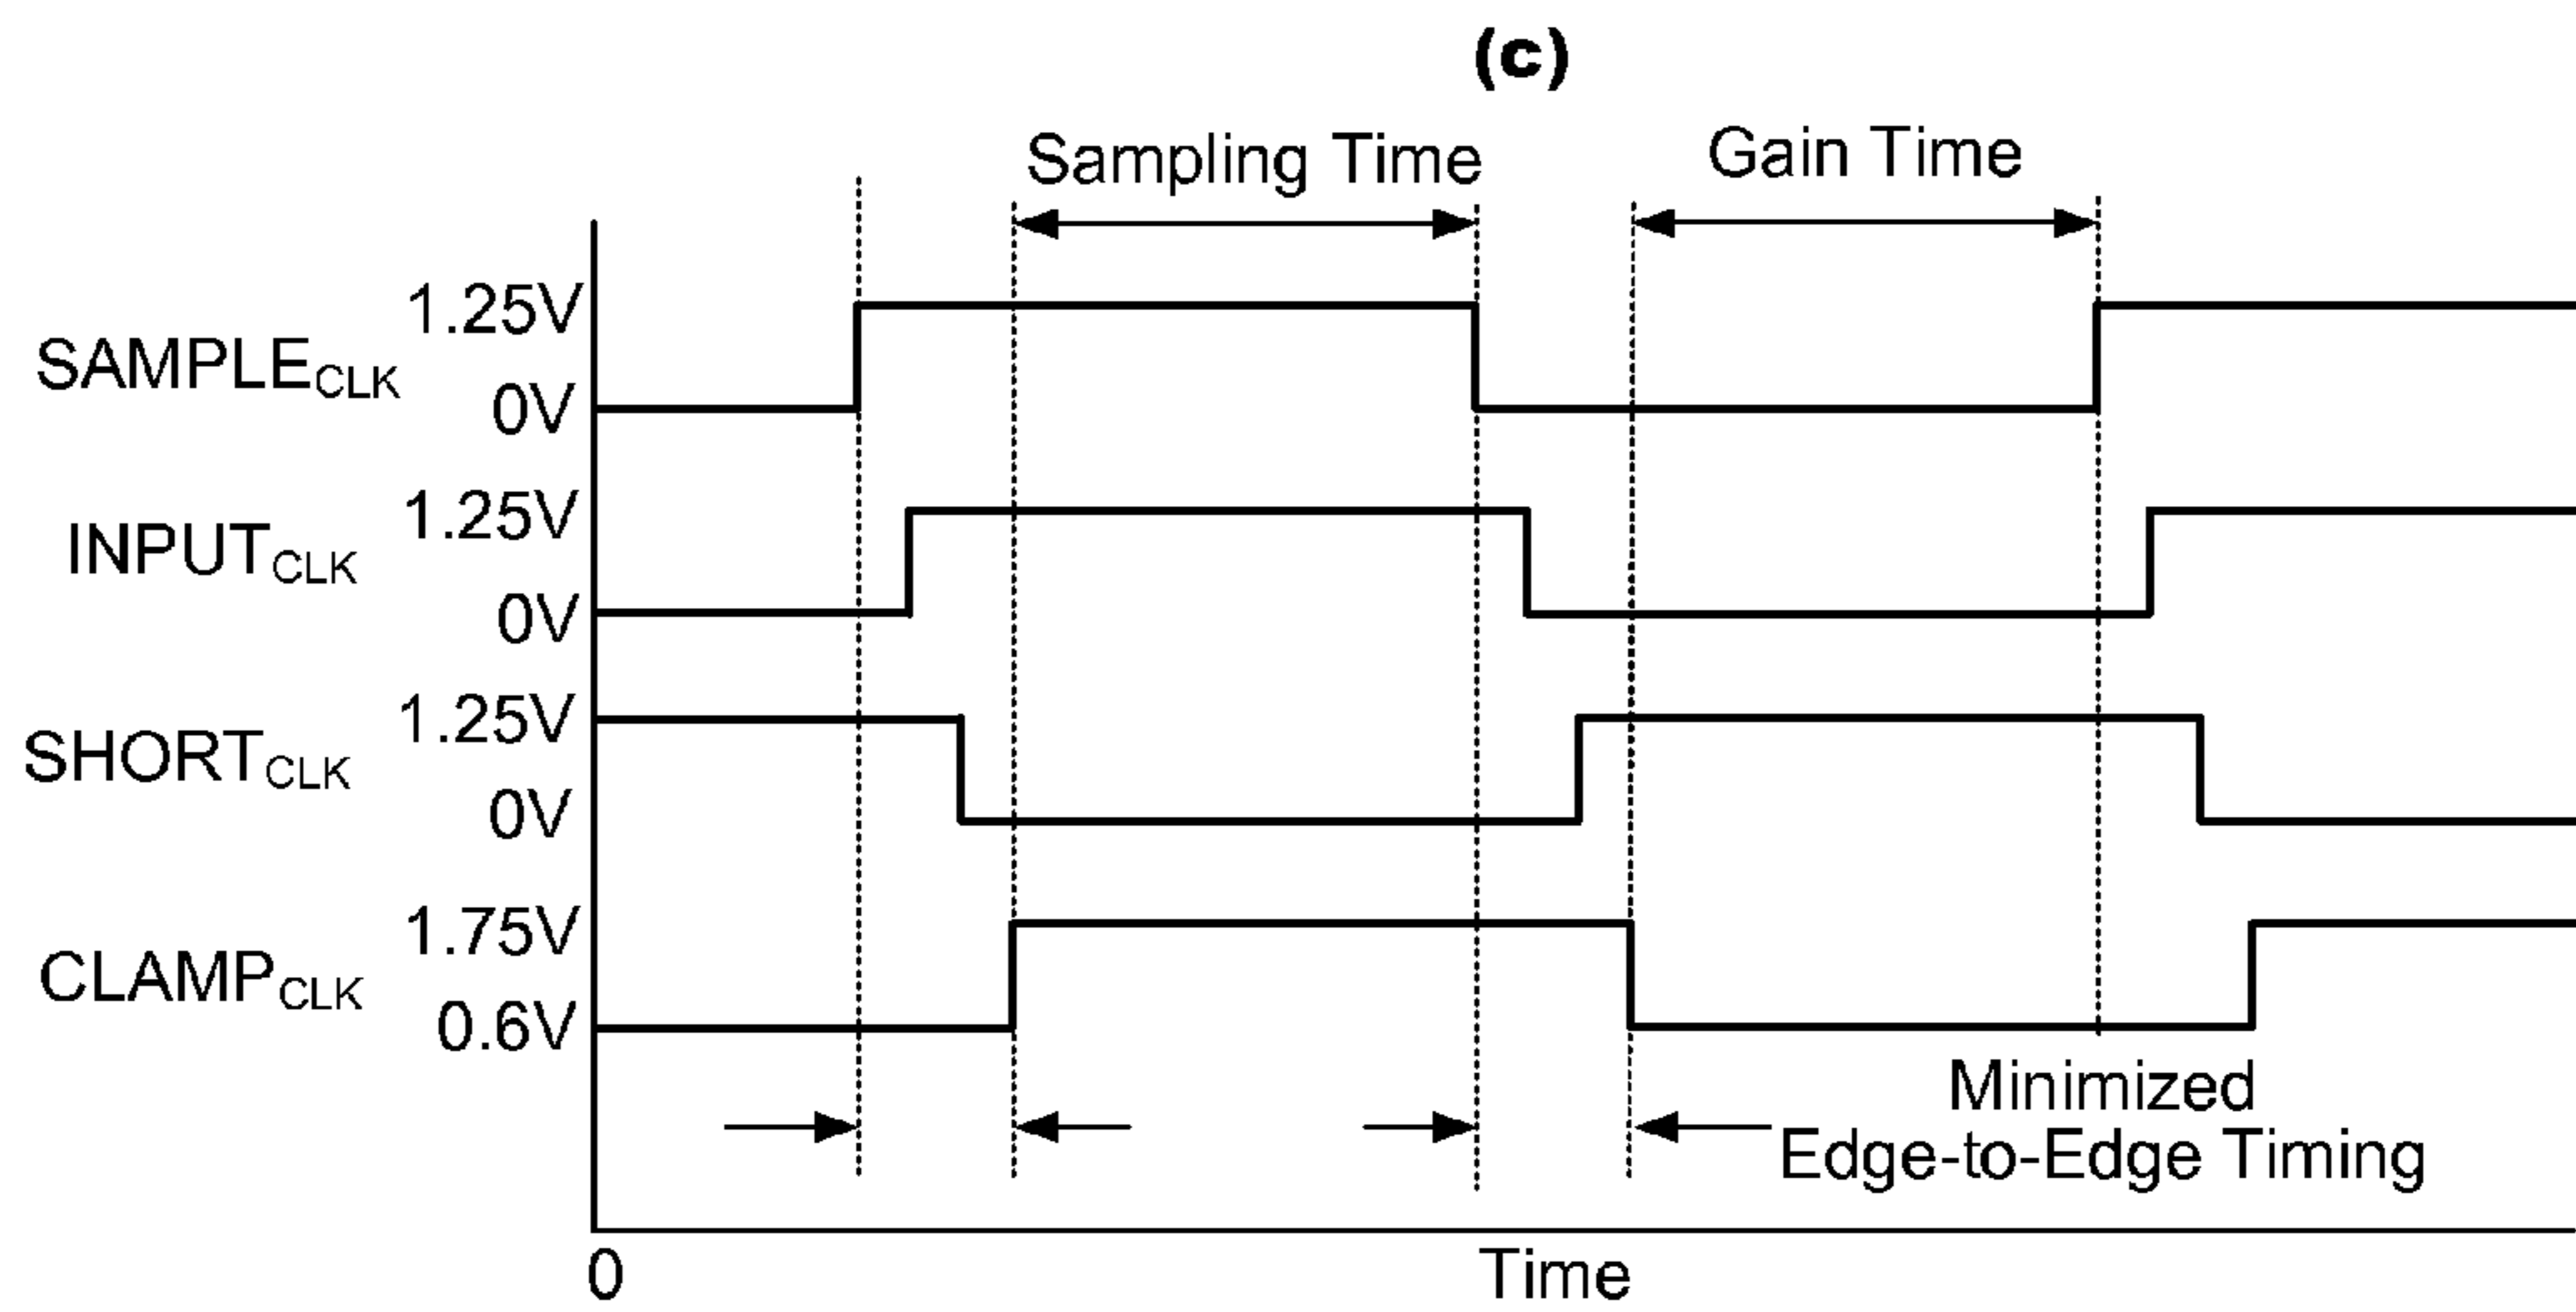 (c)
Sampling Time
Gain Time
1.25V
SAMPLECLK
0V
1.25V
INPUTCLK
0V
1.25V
SHORTCLK
0V
1.75V
CLAMPCLK
0.6V
Minimized
Edge-to-Edge Timing
0
Time